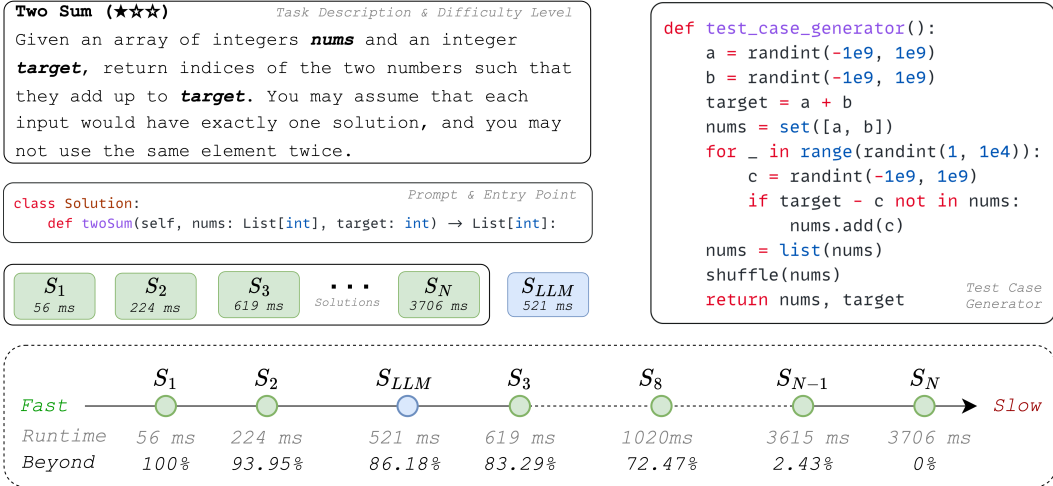 Two Sum (★☆☆) Task Description & Difficulty Level
Given an array of integers nums and an integer
target, return indices of the two numbers such that
they add up to target. You may assume that each
input would have exactly one solution, and you may
not use the same element twice.
Prompt & Entry Point
class Solution:
def twoSum(self, nums: List[int], target: int) → List[int]:
S1 S2 S3 ... SN SLLM
56 ms 224 ms 619 ms Solutions 3706 ms 521 ms
def test_case_generator():
a = randint(-1e9, 1e9)
b = randint(-1e9, 1e9)
target = a + b
nums = set([a, b])
for _ in range(randint(1, 1e4)):
c = randint(-1e9, 1e9)
if target - c not in nums:
nums.add(c)
nums = list(nums)
shuffle(nums)
return nums, target
Test Case
Generator
S1 S2 SLLM S3 S8 SN−1 SN
Fast Slow
Runtime 56 ms 224 ms 521 ms 619 ms 1020ms 3615 ms 3706 ms
Beyond 100% 93.95% 86.18% 83.29% 72.47% 2.43% 0%